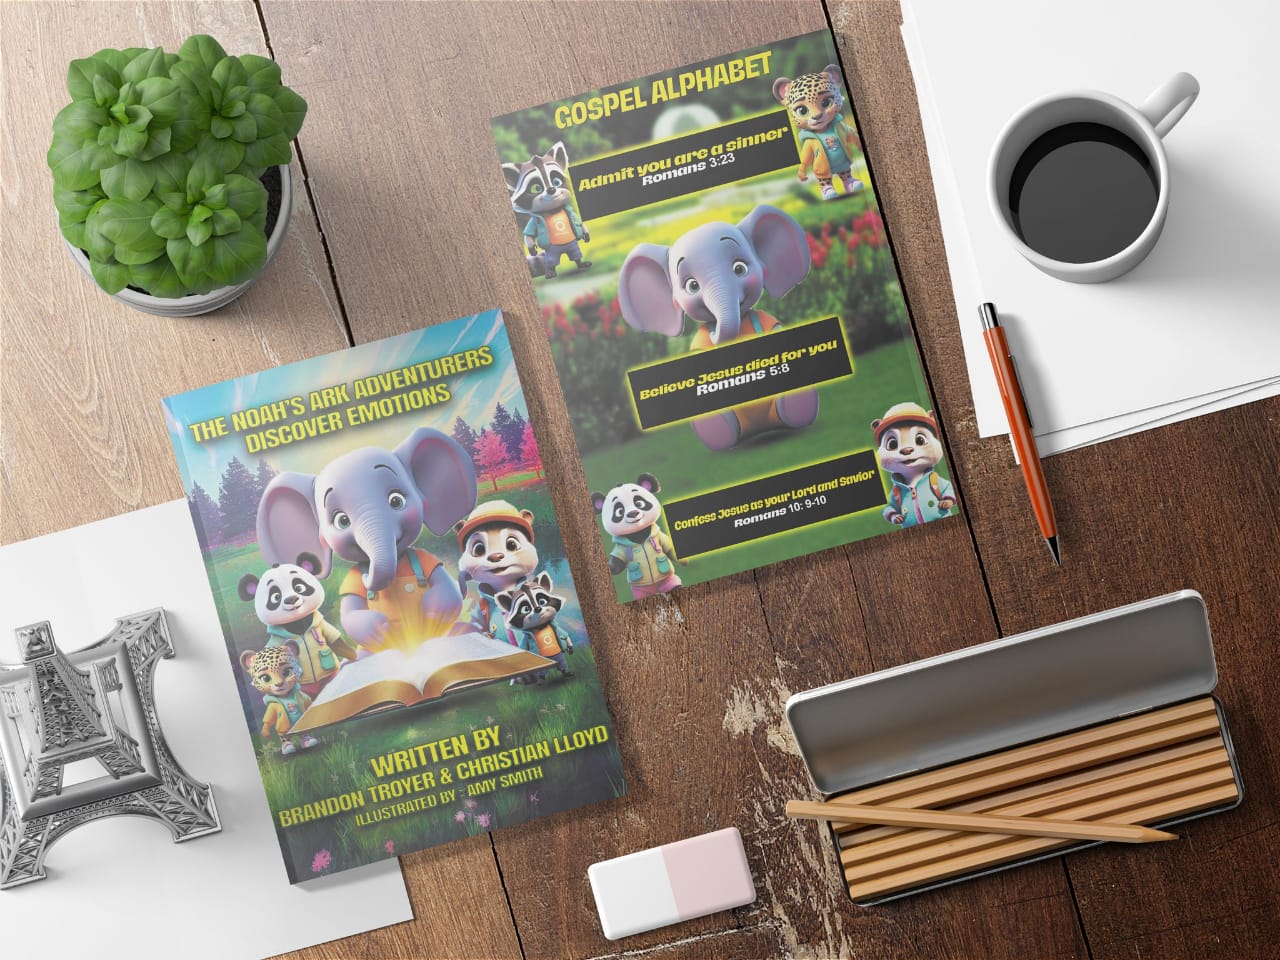 THE NOAH'S ARK ADVENTURERS
DISCOVER EMOTIONS
WRITTEN BY
BRANDON TROYER & CHRISTIAN LLOYD
ILLUSTRATED BY : AMY SMITH
GOSPEL ALPHABET
Admit you are a sinner
Romans 3:23
Believe Jesus died for you
Romans 5:8
Confess Jesus as your Lord and Savior
Romans 10: 9-10